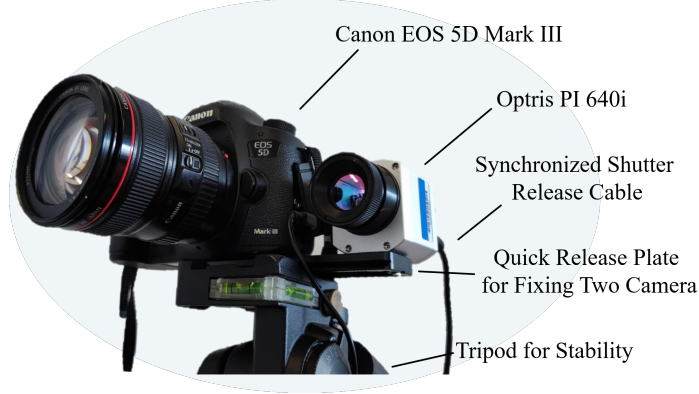 Canon EOS 5D Mark III
Optris PI 640i
Synchronized Shutter
Release Cable
Quick Release Plate
for Fixing Two Camera
Tripod for Stability
Canon
EOS
5D
Mark III
Canon